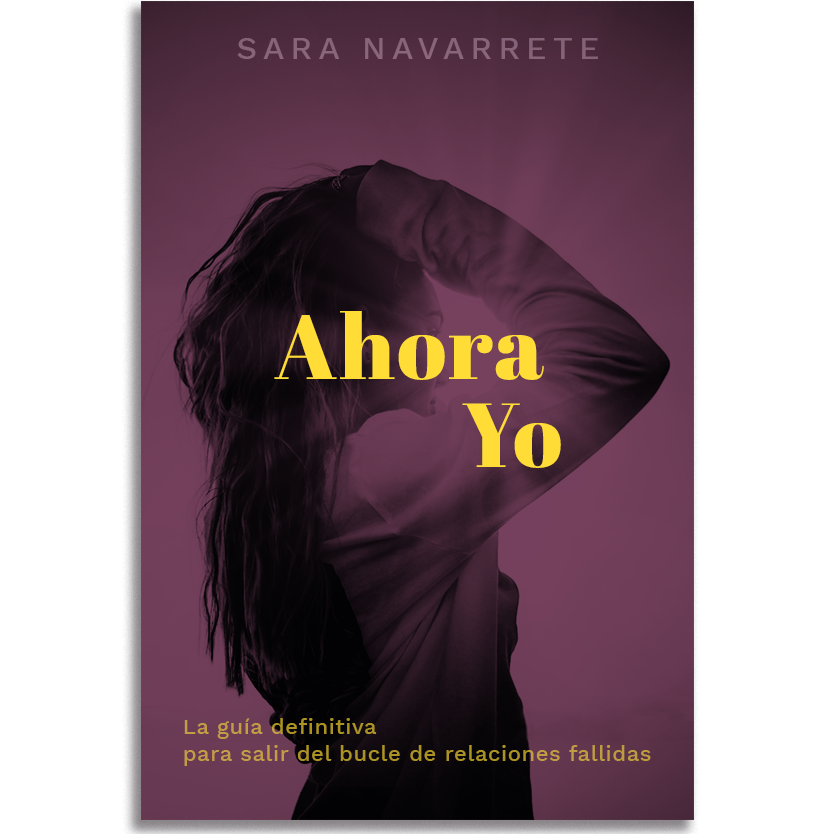 SARA NAVARRETE
Ahora
Yo
La guía definitiva
para salir del bucle de relaciones fallidas